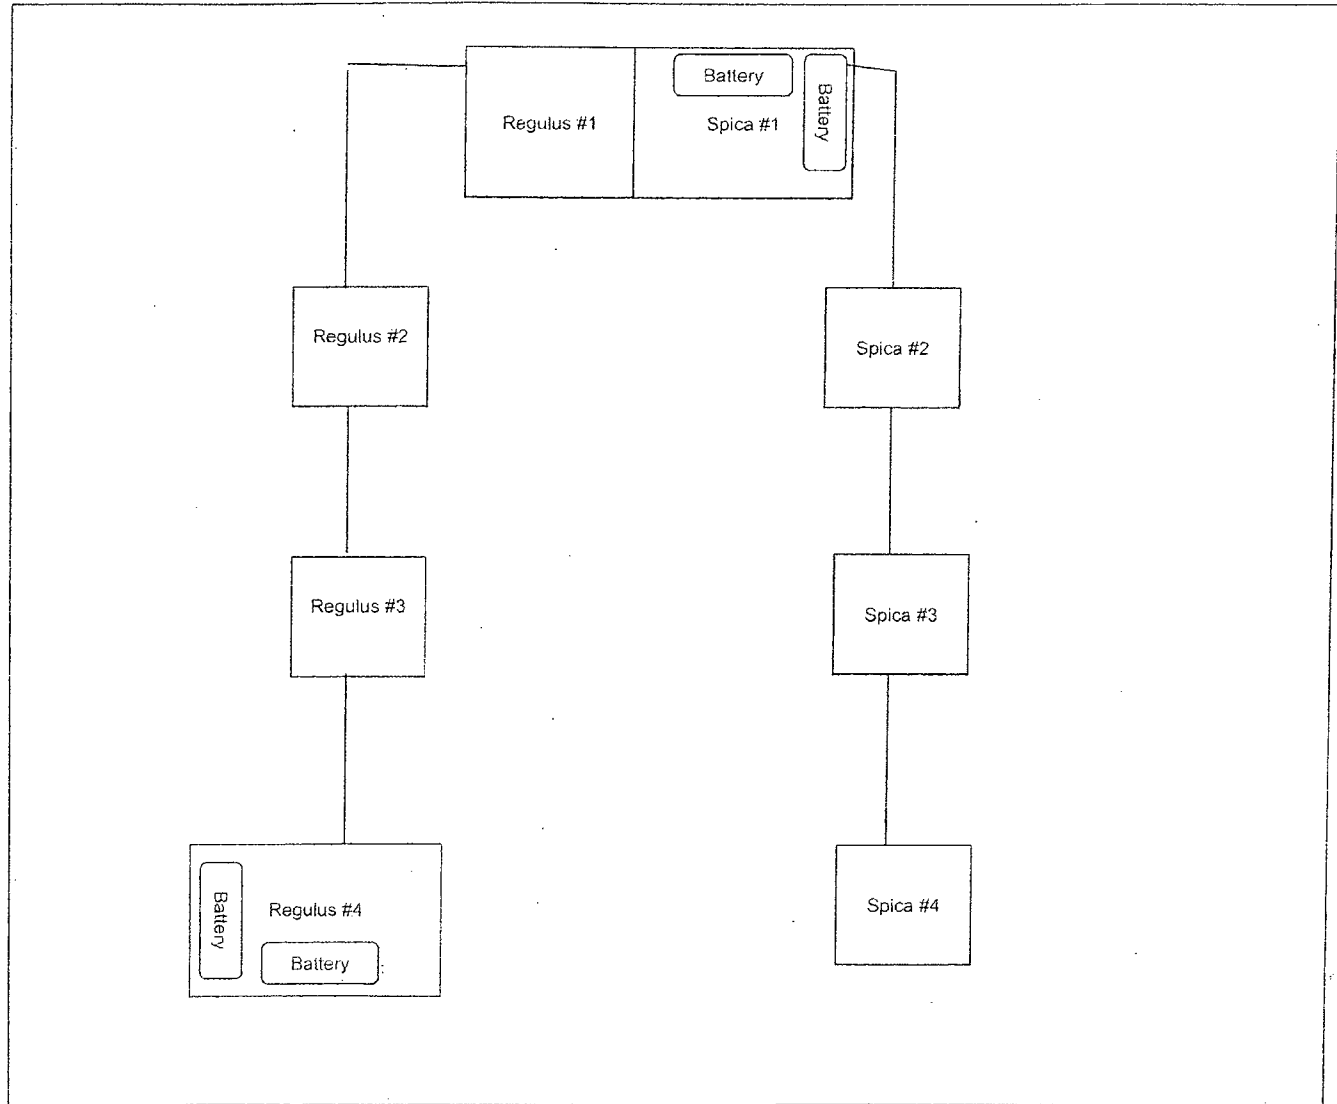 Battery
Battery
Regulus #1
Spica #1
Regulus #2
Spica #2
Regulus #3
Spica #3
Battery
Regulus #4
Spica #4
Battery